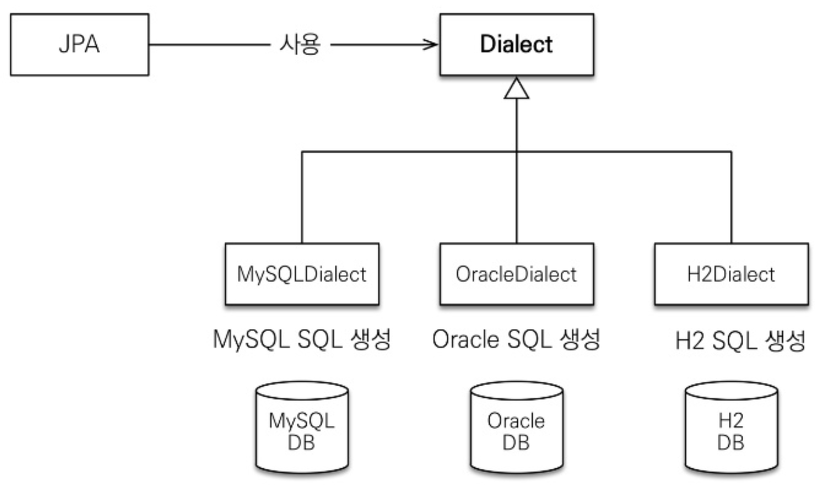 JPA
사용
Dialect
MySQLDialect
OracleDialect
H2Dialect
MySQL SQL 생성
Oracle SQL 생성
H2 SQL 생성
MySQL
DB
Oracle
DB
H2
DB